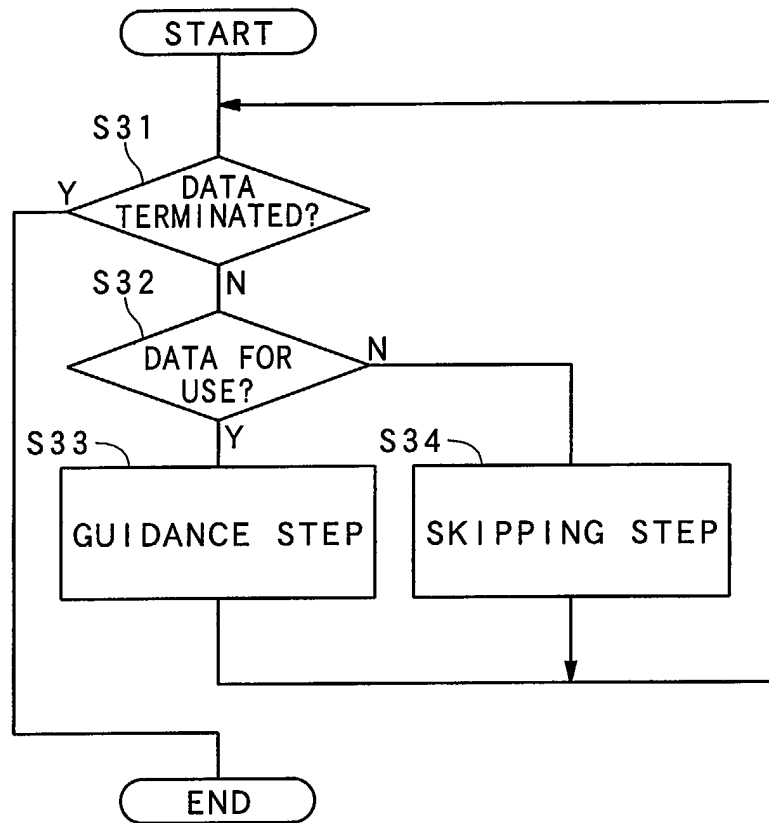 START
S31
Y
DATA
TERMINATED?
N
S32
DATA FOR
USE?
N
Y
S33
GUIDANCE STEP
S34
SKIPPING STEP
END